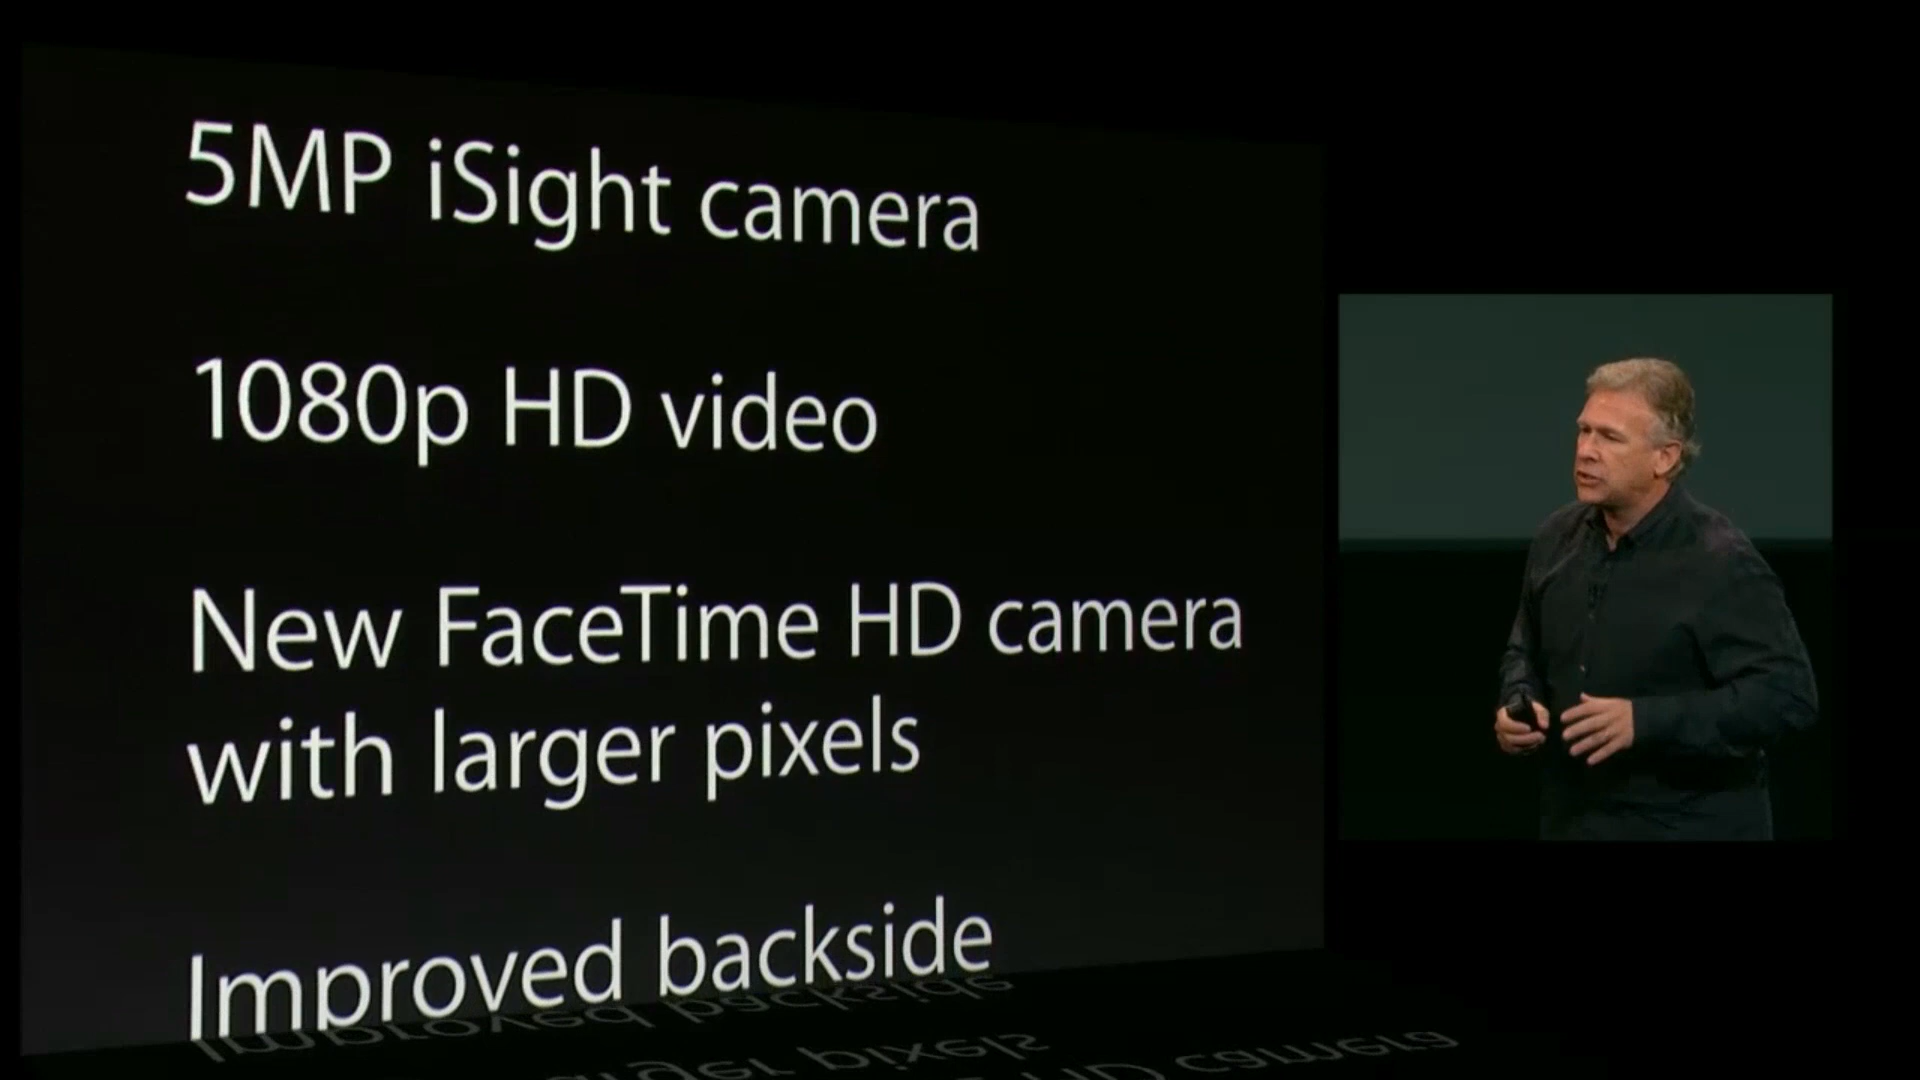 5MP iSight camera
1080p HD video
New FaceTime HD camera
with larger pixels
Improved backside